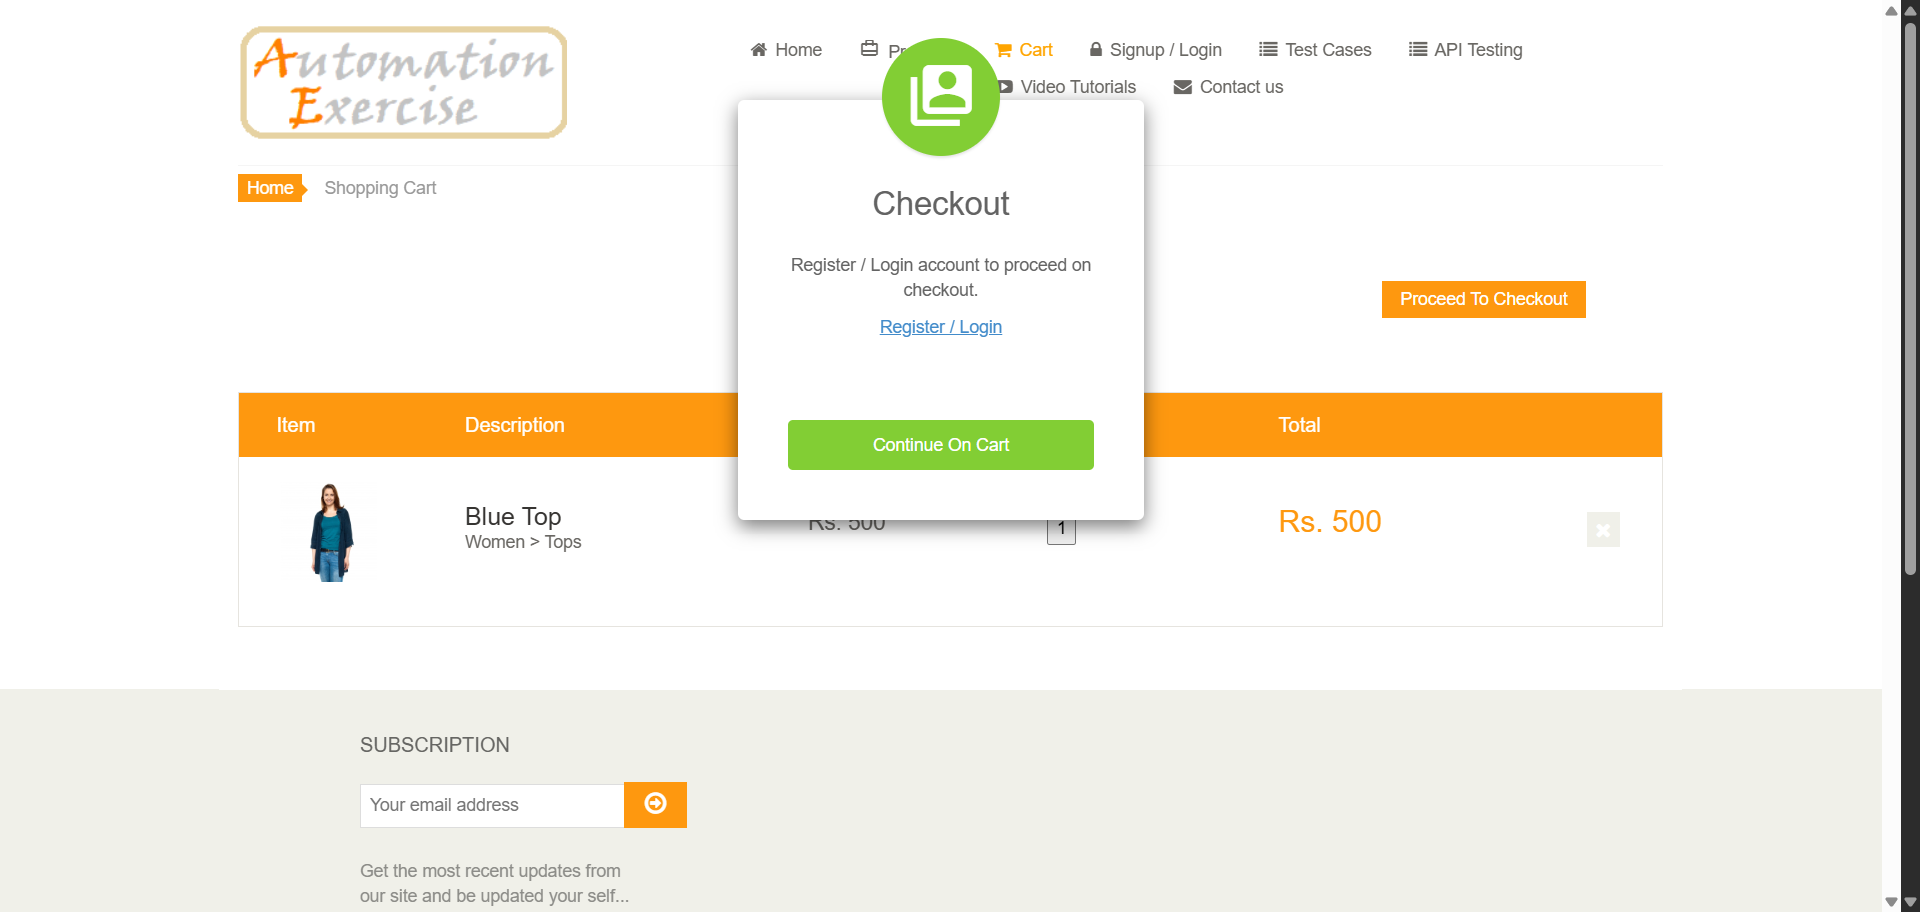 Automation
Exercise
Home
Cart
Signup / Login
Test Cases
API Testing
Video Tutorials
Contact us
Home
Shopping Cart
Checkout
Register / Login account to proceed on
checkout.
Register / Login
Continue On Cart
Proceed To Checkout
Item
Description
Total
Blue Top
Women > Tops
Rs. 500
1
Rs. 500
SUBSCRIPTION
Your email address
Get the most recent updates from
our site and be updated your self...